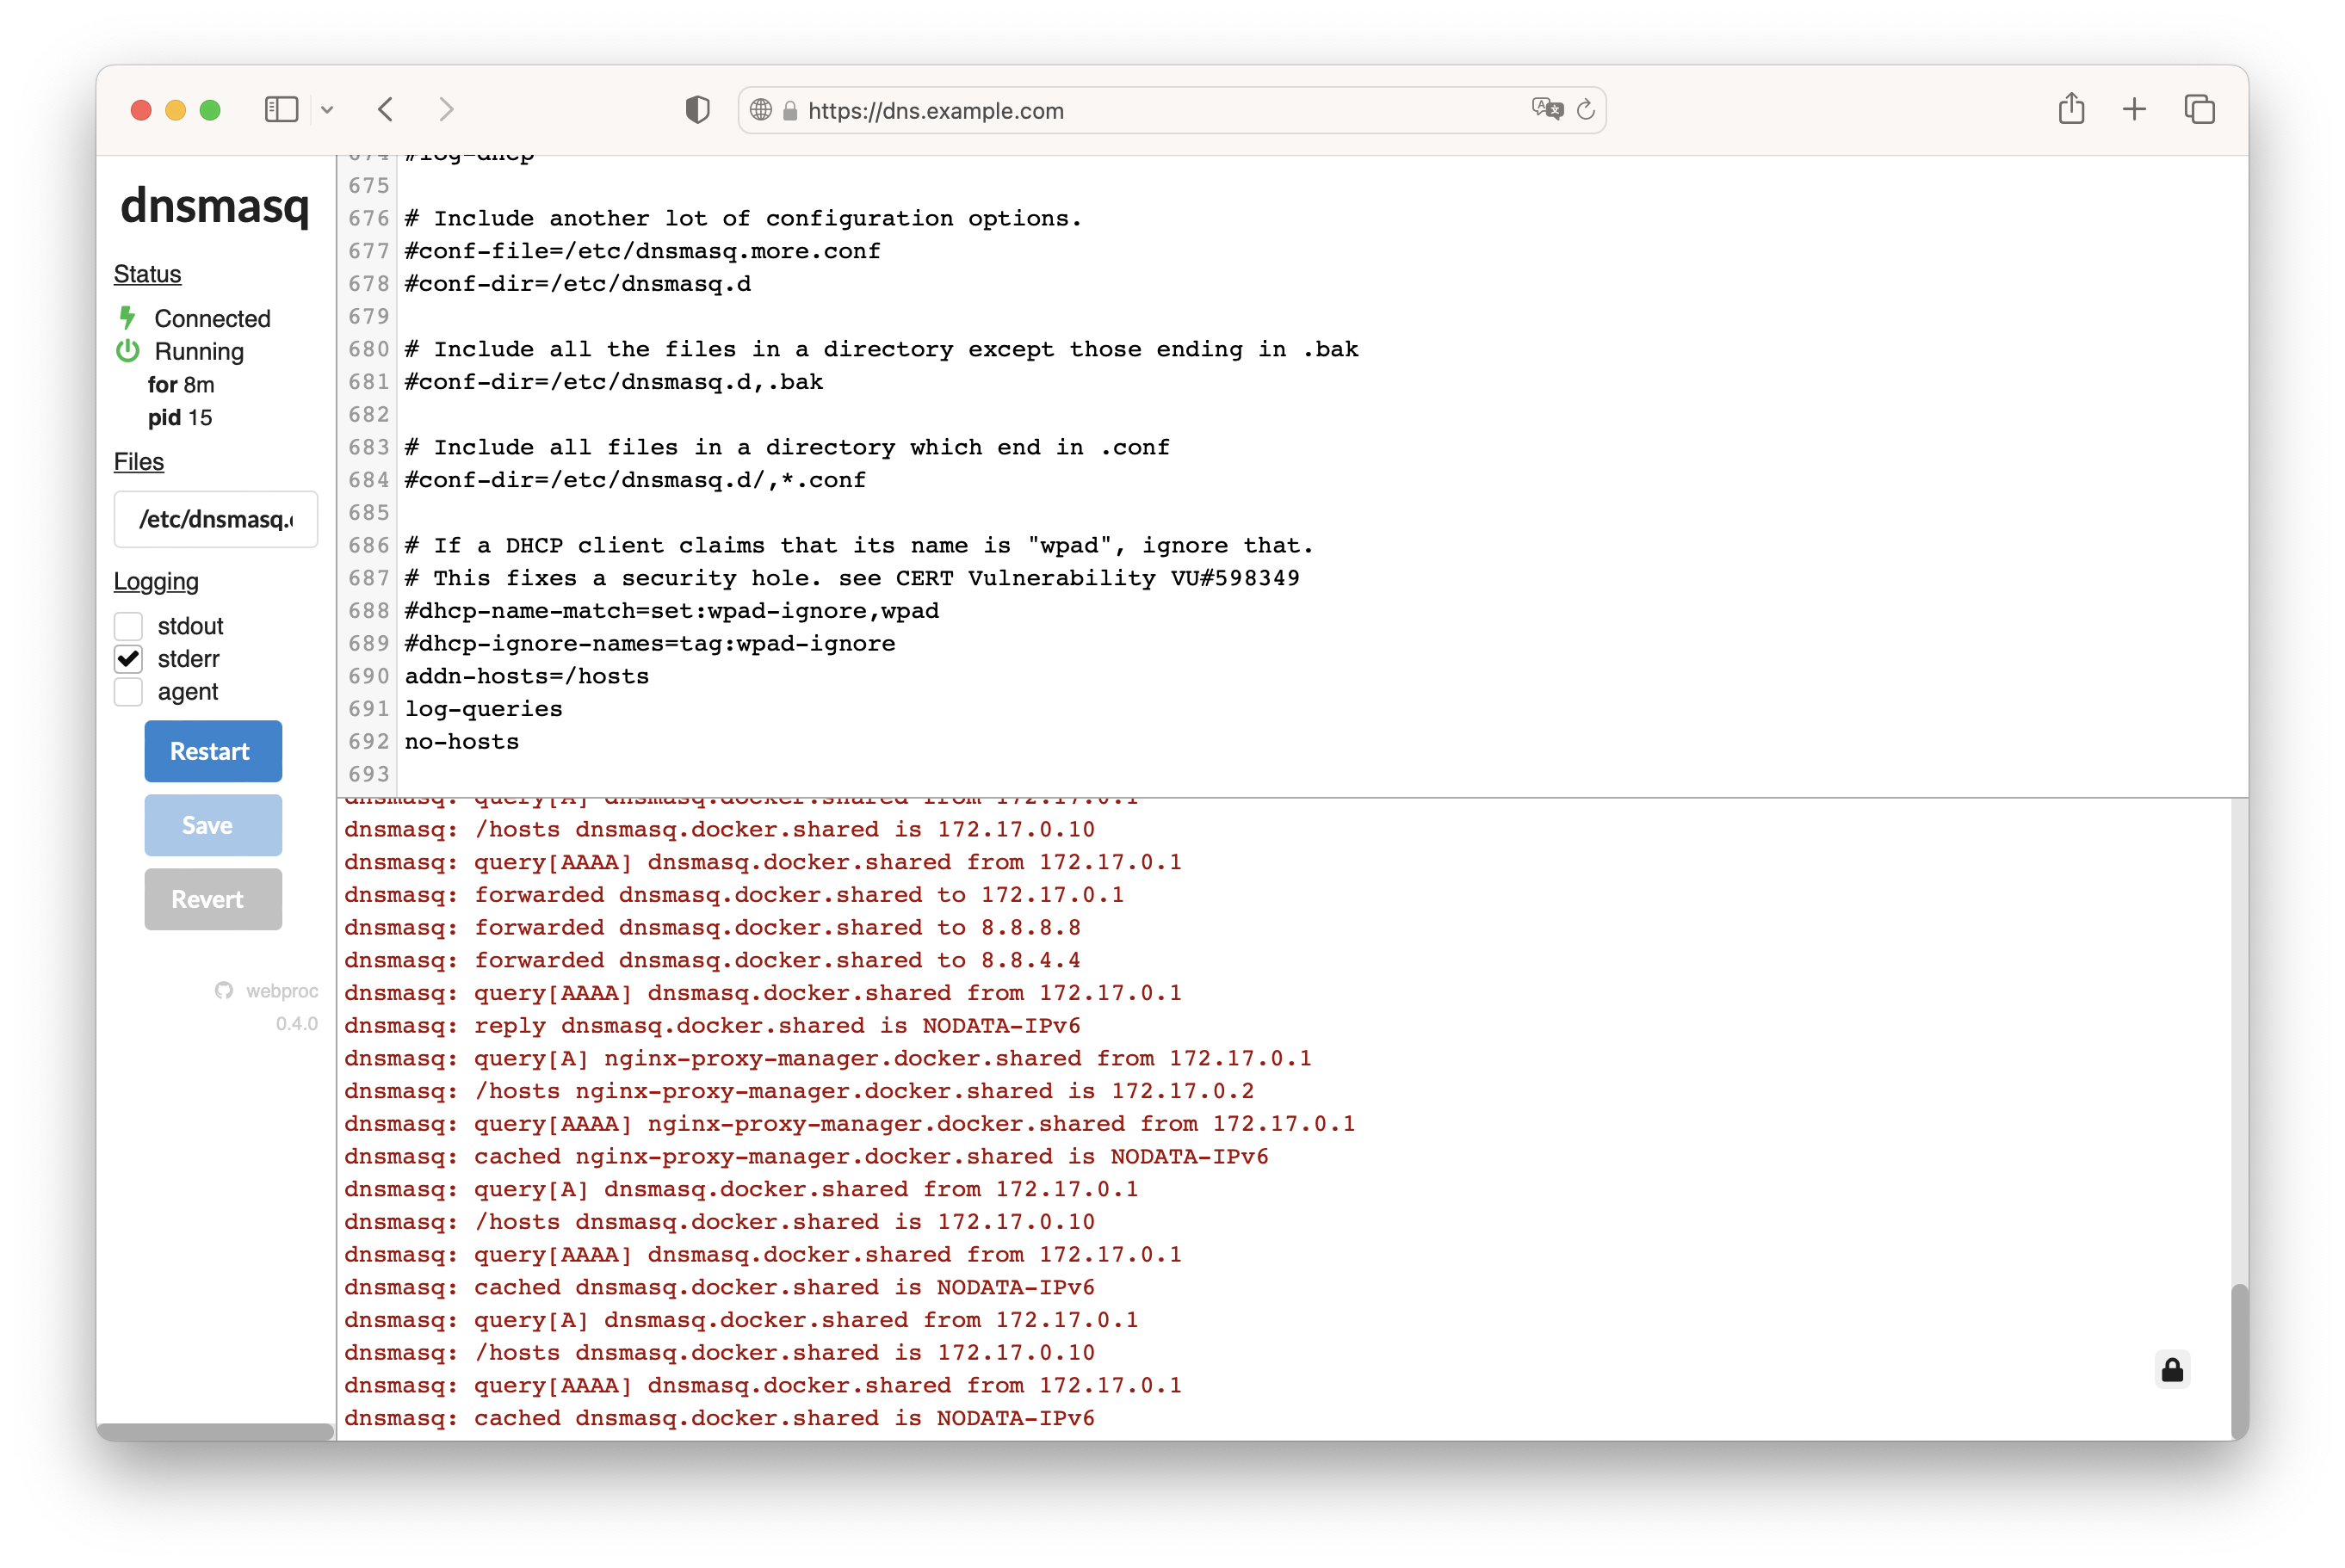 https://dns.example.com
dnsmasq
Status
Connected
Running
for 8m
pid 15
Files
/etc/dnsmasq.
Logging
stdout
stderr
agent
Restart
Save
Revert
webproc
0.4.0
674 #log-dhcp
675
676 # Include another lot of configuration options.
677 #conf-file=/etc/dnsmasq.more.conf
678 #conf-dir=/etc/dnsmasq.d
679
680 # Include all the files in a directory except those ending in .bak
681 #conf-dir=/etc/dnsmasq.d,.bak
682
683 # Include all files in a directory which end in .conf
684 #conf-dir=/etc/dnsmasq.d/,*.conf
685
686 # If a DHCP client claims that its name is "wpad", ignore that.
687 # This fixes a security hole. see CERT Vulnerability VU#598349
688 #dhcp-name-match=set:wpad-ignore,wpad
689 #dhcp-ignore-names=tag:wpad-ignore
690 addn-hosts=/hosts
691 log-queries
692 no-hosts
693
dnsmasq: query[A] dnsmasq.docker.shared from 172.17.0.1
dnsmasq: /hosts dnsmasq.docker.shared is 172.17.0.10
dnsmasq: query[AAAA] dnsmasq.docker.shared from 172.17.0.1
dnsmasq: forwarded dnsmasq.docker.shared to 172.17.0.1
dnsmasq: forwarded dnsmasq.docker.shared to 8.8.8.8
dnsmasq: forwarded dnsmasq.docker.shared to 8.8.4.4
dnsmasq: query[AAAA] dnsmasq.docker.shared from 172.17.0.1
dnsmasq: reply dnsmasq.docker.shared is NODATA-IPv6
dnsmasq: query[A] nginx-proxy-manager.docker.shared from 172.17.0.1
dnsmasq: /hosts nginx-proxy-manager.docker.shared is 172.17.0.2
dnsmasq: query[AAAA] nginx-proxy-manager.docker.shared from 172.17.0.1
dnsmasq: cached nginx-proxy-manager.docker.shared is NODATA-IPv6
dnsmasq: query[A] dnsmasq.docker.shared from 172.17.0.1
dnsmasq: /hosts dnsmasq.docker.shared is 172.17.0.10
dnsmasq: query[AAAA] dnsmasq.docker.shared from 172.17.0.1
dnsmasq: cached dnsmasq.docker.shared is NODATA-IPv6
dnsmasq: query[A] dnsmasq.docker.shared from 172.17.0.1
dnsmasq: /hosts dnsmasq.docker.shared is 172.17.0.10
dnsmasq: query[AAAA] dnsmasq.docker.shared from 172.17.0.1
dnsmasq: cached dnsmasq.docker.shared is NODATA-IPv6